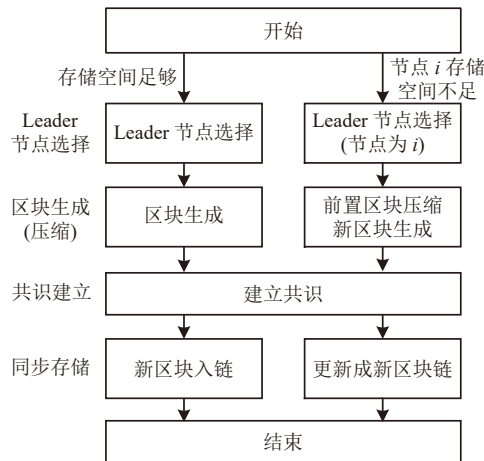 开始
存储空间足够
节点 i 存储
空间不足
Leader
节点选择
Leader 节点选择
Leader 节点选择
(节点为 i)
区块生成
(压缩)
区块生成
前置区块压缩
新区块生成
共识建立
建立共识
同步存储
新区块入链
更新成新区块链
结束